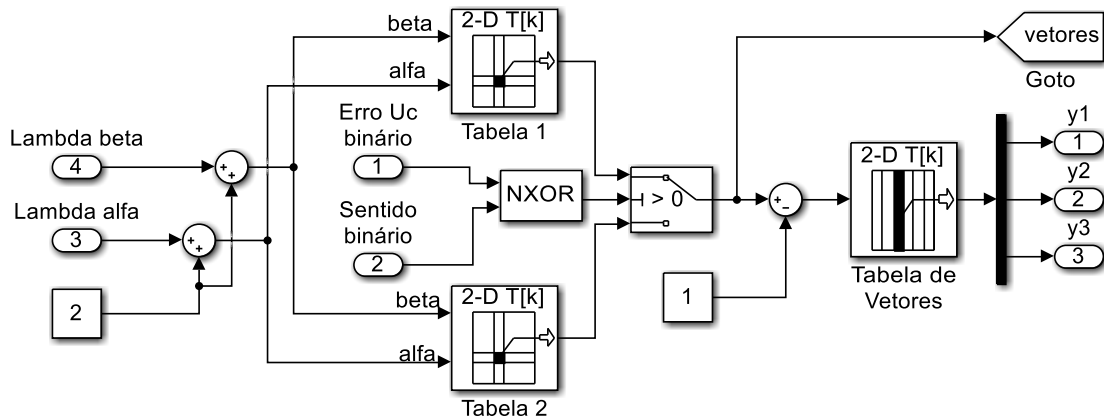 2-D T[k]
beta
alfa
Tabela 1
vetores
Goto
Erro Uc
binário
1
Lambda beta
4
NXOR
> 0
Sentido
binário
2
Lambda alfa
3
2
1
2-D T[k]
Tabela de
Vetores
y1
1
y2
2
y3
3
beta
alfa
2-D T[k]
Tabela 2